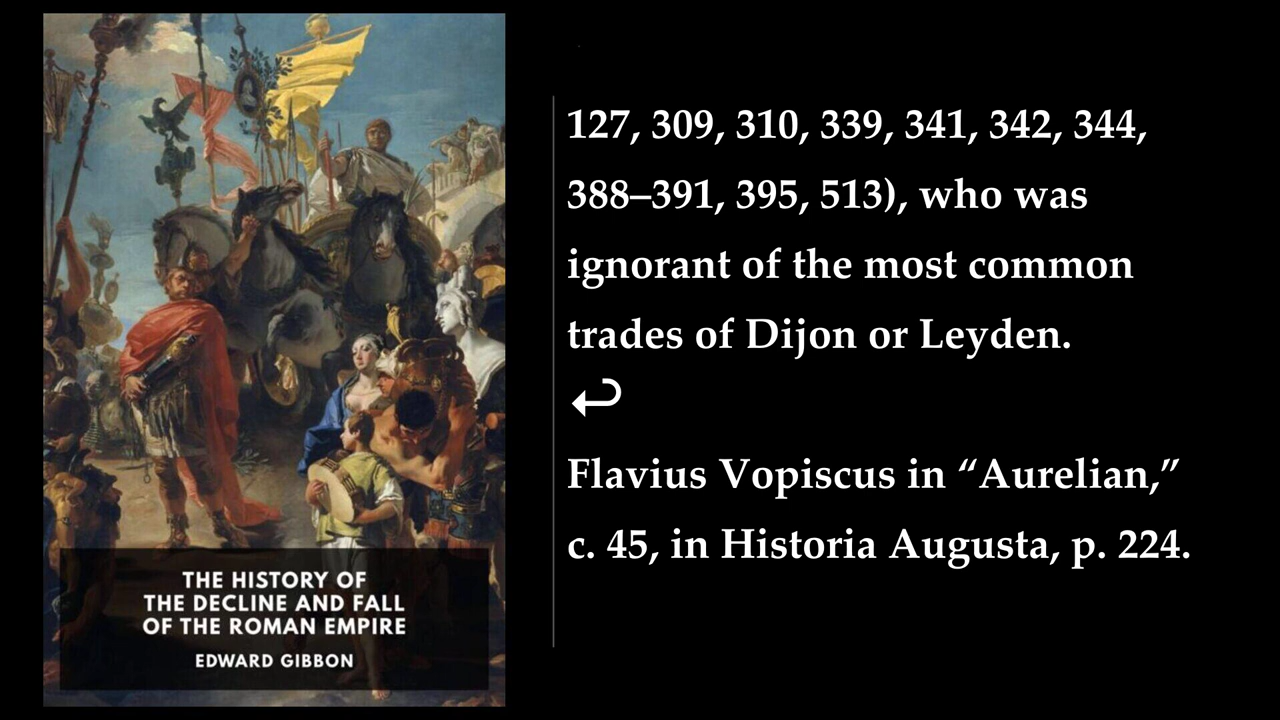 THE HISTORY OF
THE DECLINE AND FALL
OF THE ROMAN EMPIRE
EDWARD GIBBON
127, 309, 310, 339, 341, 342, 344,
388–391, 395, 513), who was
ignorant of the most common
trades of Dijon or Leyden.
↩
Flavius Vopiscus in “Aurelian,”
c. 45, in Historia Augusta, p. 224.